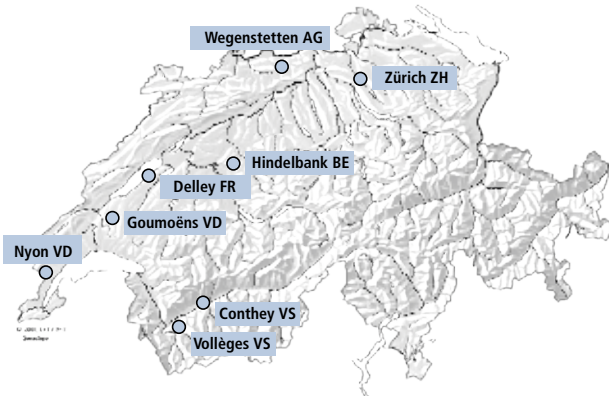 Wegenstetten AG
Zürich ZH
Hindelbank BE
Delley FR
Goumoëns VD
Nyon VD
Conthey VS
Vollèges VS